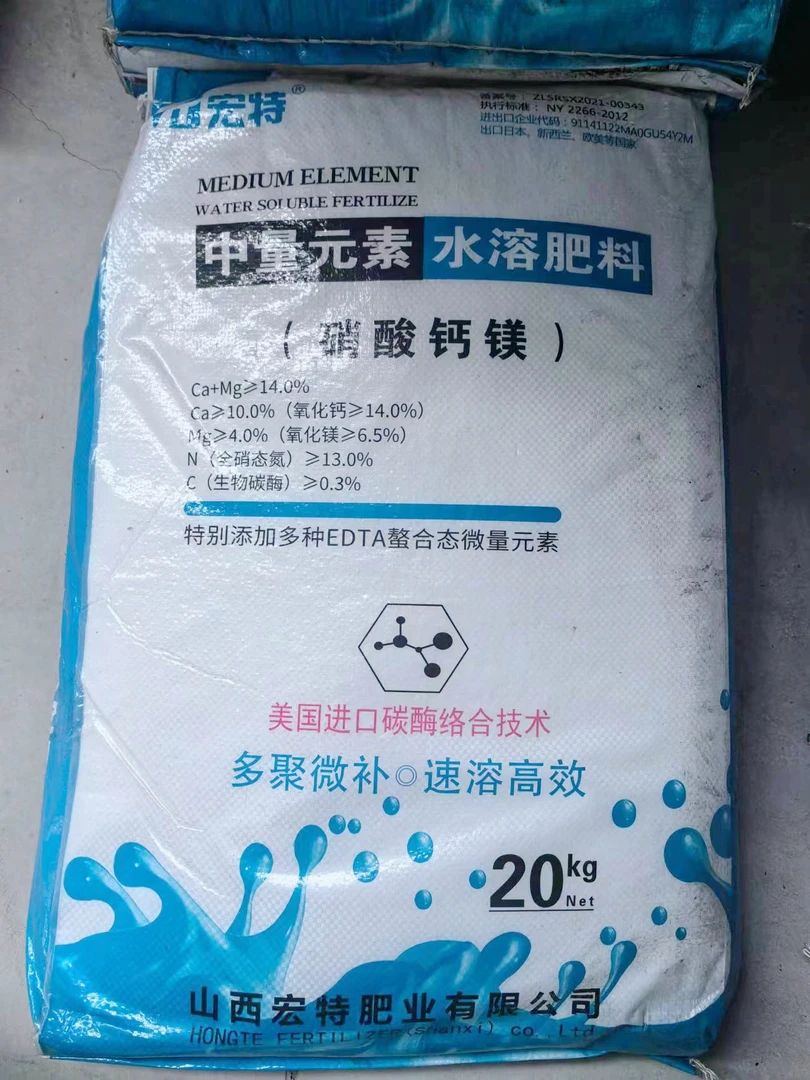 宏特®
备案号：ZLSRSX2021-00343
执行标准：NY 2266-2012
进出口企业代码：91141122MA0GU54Y2M
出口日本、新西兰、欧美等国家
MEDIUM ELEMENT
WATER SOLUBLE FERTILIZE
中量元素 水溶肥料
（硝酸钙镁）
Ca+Mg≥14.0%
Ca≥10.0%（氧化钙≥14.0%）
Mg≥4.0%（氧化镁≥6.5%）
N（全硝态氮）≥13.0%
C（生物碳酶）≥0.3%
特别添加多种EDTA螯合态微量元素
美国进口碳酶络合技术
多聚微补◎速溶高效
20kg
Net
山西宏特肥业有限公司
HONGTE FERTILIZER(Shanxi) co.,Ltd